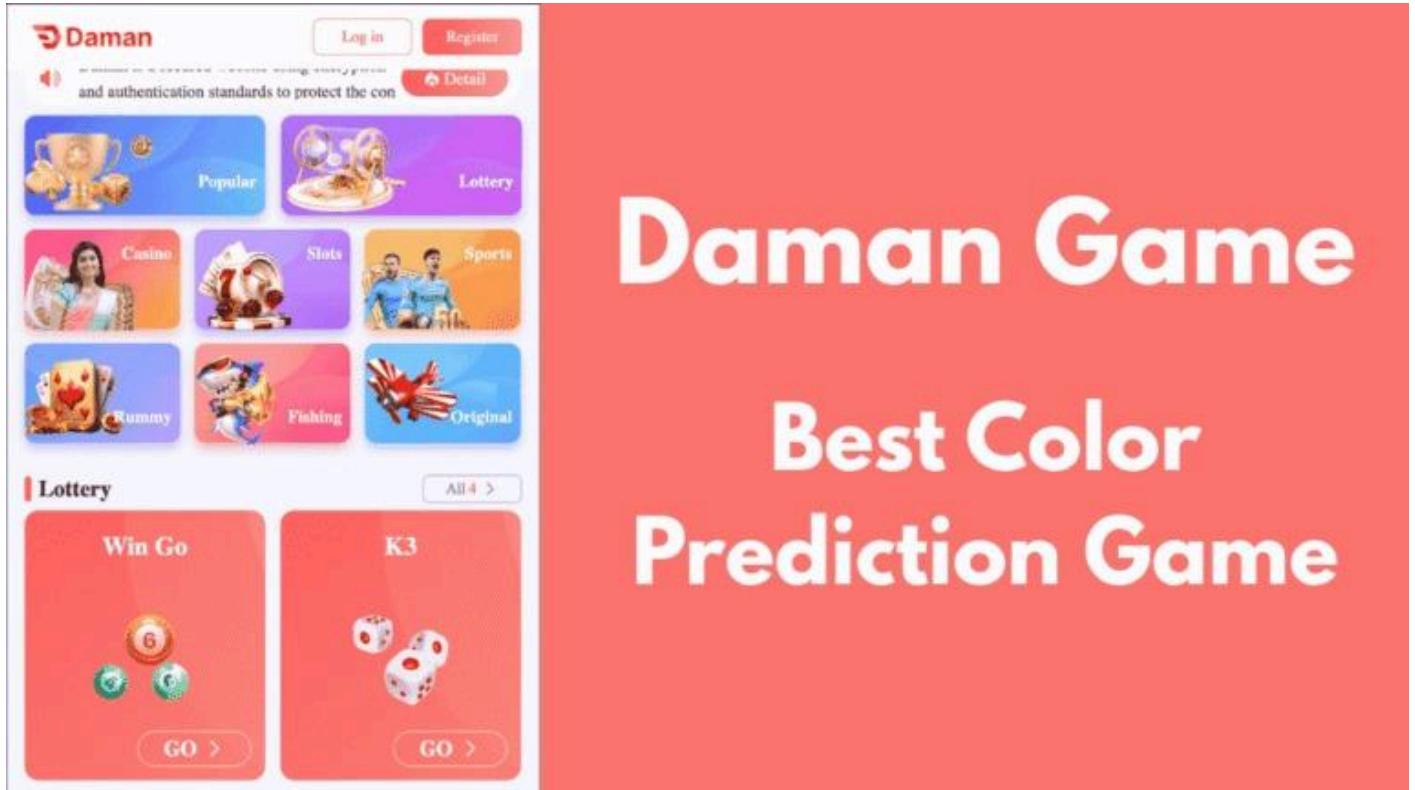 Daman
Log in
Register
and authentication standards to protect the con
Detail
Popular
Lottery
Casino
Slots
Sports
Rummy
Fishing
Original
Lottery
All 4 >
Win Go
K3
6
GO >
GO >
Daman Game
Best Color
Prediction Game